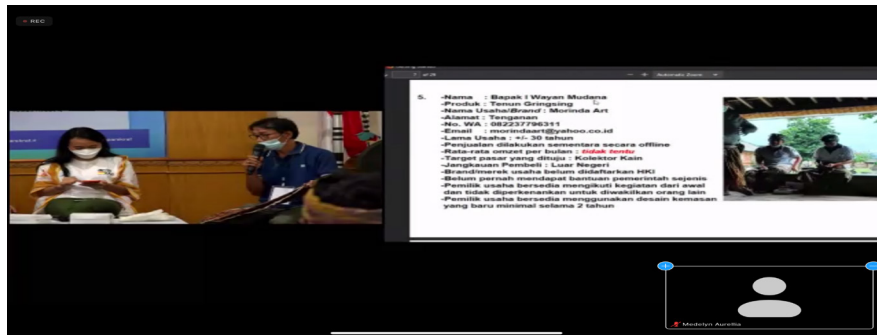 REC
of 28
Automatic Zoom
5. -Nama : Bapak I Wayan Mudana
-Produk : Tenun Gringsing
-Nama Usaha/Brand : Morinda Art
-Alamat : Tenganan
-No. WA : 082237796311
-Email : morindaart@yahoo.co.id
-Lama Usaha : +/- 30 tahun
-Penjualan dilakukan sementara secara offline
-Rata-rata omzet per bulan : tidak tentu
-Target pasar yang dituju : Kolektor Kain
-Jangkauan Pembeli : Luar Negeri
-Brand/merek usaha belum didaftarkan HKI
-Belum pernah mendapat bantuan pemerintah sejenis
-Pemilik usaha bersedia mengikuti kegiatan dari awal
dan tidak diperkenankan untuk diwakilkan orang lain
-Pemilik usaha bersedia menggunakan desain kemasan
yang baru minimal selama 2 tahun
Medelyn Aurellia